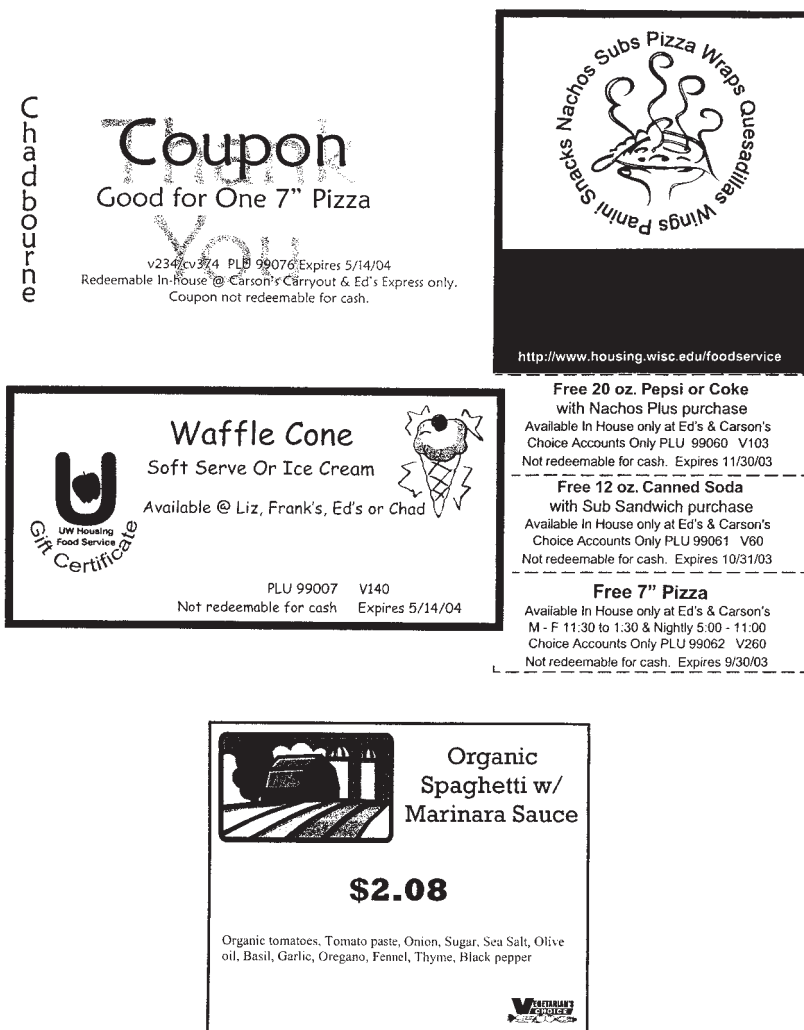 Chadbourne
Thank
You
Coupon
Good for One 7" Pizza
v234/cv374 PLU 99076 Expires 5/14/04
Redeemable In-house @ Carson's Carryout & Ed's Express only.
Coupon not redeemable for cash.
Snacks Nachos Subs Pizza Wraps Quesadillas Wings Panini
http://www.housing.wisc.edu/foodservice
Free 20 oz. Pepsi or Coke
with Nachos Plus purchase
Available In House only at Ed's & Carson's
Choice Accounts Only PLU 99060 V103
Not redeemable for cash. Expires 11/30/03
Free 12 oz. Canned Soda
with Sub Sandwich purchase
Available In House only at Ed's & Carson's
Choice Accounts Only PLU 99061 V60
Not redeemable for cash. Expires 10/31/03
Free 7" Pizza
Available In House only at Ed's & Carson's
M - F 11:30 to 1:30 & Nightly 5:00 - 11:00
Choice Accounts Only PLU 99062 V260
Not redeemable for cash. Expires 9/30/03
Waffle Cone
Soft Serve Or Ice Cream
Available @ Liz, Frank's, Ed's or Chad
U
UW Housing
Food Service
Gift Certificate
PLU 99007 V140
Not redeemable for cash Expires 5/14/04
Organic
Spaghetti w/
Marinara Sauce
$2.08
Organic tomatoes, Tomato paste, Onion, Sugar, Sea Salt, Olive
oil, Basil, Garlic, Oregano, Fennel, Thyme, Black pepper
VEGETARIAN'S
CHOICE